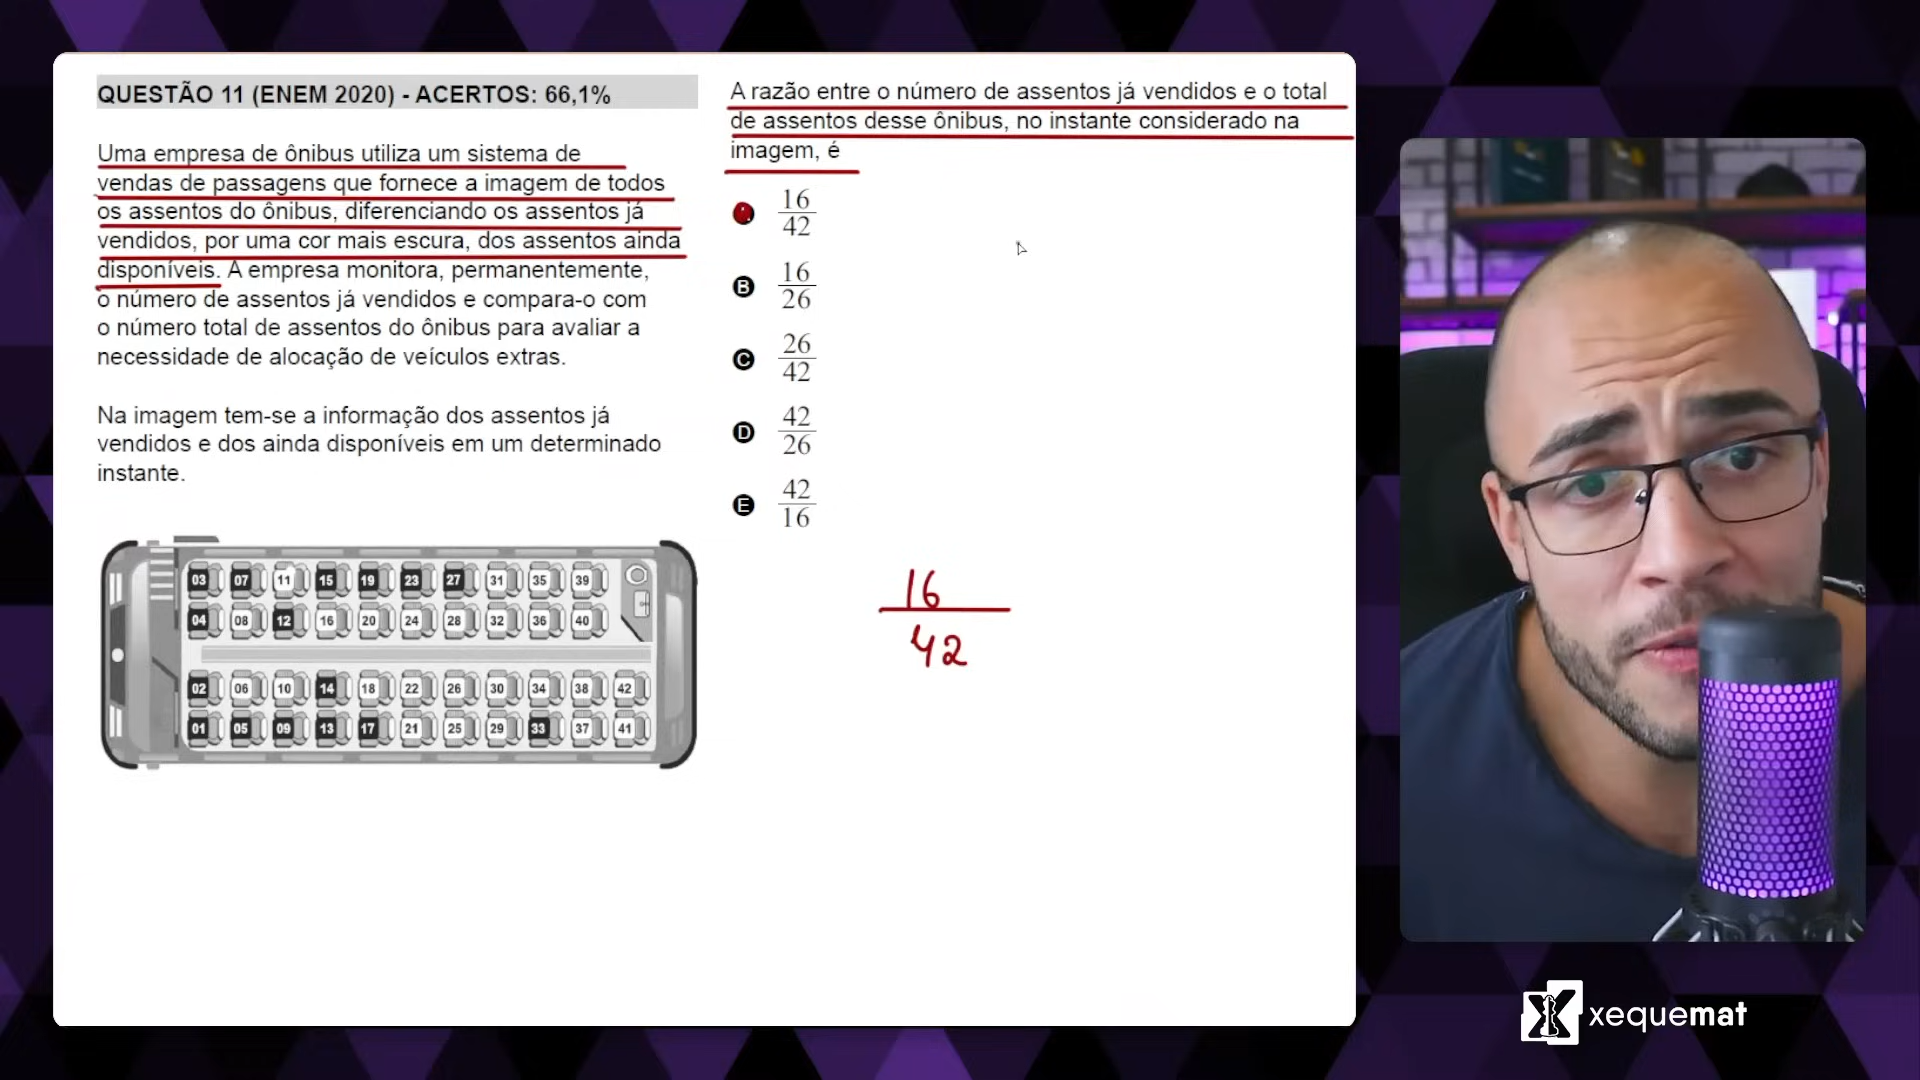 QUESTÃO 11 (ENEM 2020) - ACERTOS: 66,1%
Uma empresa de ônibus utiliza um sistema de
vendas de passagens que fornece a imagem de todos
os assentos do ônibus, diferenciando os assentos já
vendidos, por uma cor mais escura, dos assentos ainda
disponíveis. A empresa monitora, permanentemente,
o número de assentos já vendidos e compara-o com
o número total de assentos do ônibus para avaliar a
necessidade de alocação de veículos extras.
Na imagem tem-se a informação dos assentos já
vendidos e dos ainda disponíveis em um determinado
instante.
03 07 11 15 19 23 27 31 35 39
04 08 12 16 20 24 28 32 36 40
02 06 10 14 18 22 26 30 34 38 42
01 05 09 13 17 21 25 29 33 37 41
A razão entre o número de assentos já vendidos e o total
de assentos desse ônibus, no instante considerado na
imagem, é
16
42
B 16
26
C 26
42
D 42
26
E 42
16
16
42
xequemat